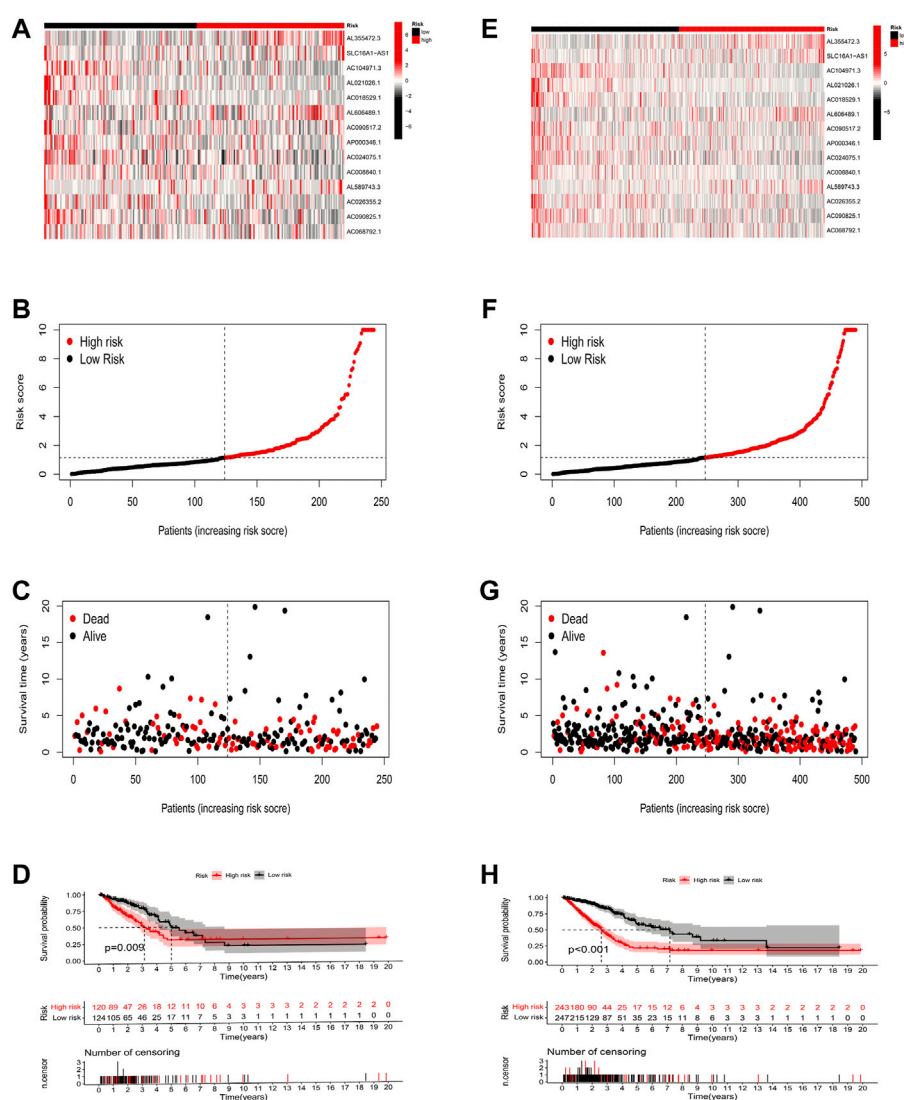 A
Risk
AL355472.3
SLC16A1-AS1
AC104971.3
AL021026.1
AC018529.1
AL606489.1
AC090517.2
AP000346.1
AC024075.1
AC008840.1
AL589743.3
AC026355.2
AC090825.1
AC068792.1
6
4
2
0
-2
-4
-6
Risk
low
high
E
Risk
AL355472.3
SLC16A1-AS1
AC104971.3
AL021026.1
AC018529.1
AL606489.1
AC090517.2
AP000346.1
AC024075.1
AC008840.1
AL589743.3
AC026355.2
AC090825.1
AC068792.1
5
0
-5
Risk
B
High risk
Low Risk
Risk score
0 2 4 6 8 10
0 50 100 150 200 250
Patients (increasing risk socre)
F
High risk
Low Risk
Risk score
0 2 4 6 8 10
0 100 200 300 400 500
Patients (increasing risk socre)
C
Dead
Alive
Survival time (years)
0 5 10 15 20
0 50 100 150 200 250
Patients (increasing risk socre)
G
Dead
Alive
Survival time (years)
0 5 10 15 20
0 100 200 300 400 500
Patients (increasing risk socre)
D
Risk High risk Low risk
Survival probability
1.00
0.75
0.50
0.25
0.00
p=0.009
0 1 2 3 4 5 6 7 8 9 10 11 12 13 14 15 16 17 18 19 20
Time(years)
Risk
High risk 120 89 47 26 18 12 11 10 6 4 3 3 3 3 2 2 2 2 2 2 0
Low risk 124 105 65 46 25 17 11 7 5 3 3 1 1 1 1 1 1 1 1 0 0
0 1 2 3 4 5 6 7 8 9 10 11 12 13 14 15 16 17 18 19 20
Time(years)
Number of censoring
n.censor
3
2
1
0
0 1 2 3 4 5 6 7 8 9 10 11 12 13 14 15 16 17 18 19 20
Time(years)
H
Risk High risk Low risk
Survival probability
1.00
0.75
0.50
0.25
0.00
p<0.001
0 1 2 3 4 5 6 7 8 9 10 11 12 13 14 15 16 17 18 19 20
Time(years)
Risk
High risk 243 180 90 44 25 17 15 12 6 4 3 3 3 3 2 2 2 2 2 2 0
Low risk 247 215 129 87 51 35 23 15 11 8 6 3 3 3 1 1 1 1 1 0 0
0 1 2 3 4 5 6 7 8 9 10 11 12 13 14 15 16 17 18 19 20
Time(years)
Number of censoring
n.censor
3
2
1
0
0 1 2 3 4 5 6 7 8 9 10 11 12 13 14 15 16 17 18 19 20
Time(years)